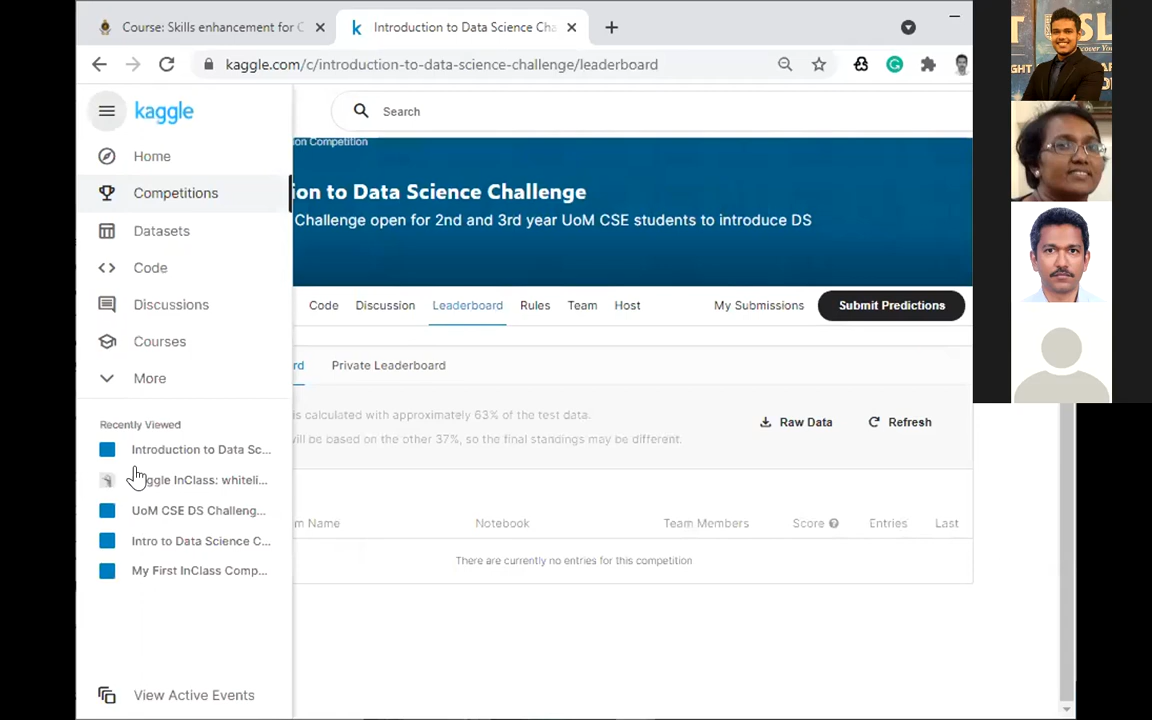 Course: Skills enhancement for C
Introduction to Data Science Cha
kaggle.com/c/introduction-to-data-science-challenge/leaderboard
kaggle
Search
Home
Competitions
Datasets
Code
Discussions
Courses
More
Recently Viewed
Introduction to Data Sc...
ggle InClass: whiteli...
UoM CSE DS Challeng...
Intro to Data Science C...
My First InClass Comp...
View Active Events
on Competition
ion to Data Science Challenge
Challenge open for 2nd and 3rd year UoM CSE students to introduce DS
Code Discussion Leaderboard Rules Team Host My Submissions Submit Predictions
rd Private Leaderboard
is calculated with approximately 63% of the test data.
will be based on the other 37%, so the final standings may be different.
Raw Data Refresh
m Name Notebook Team Members Score Entries Last
There are currently no entries for this competition